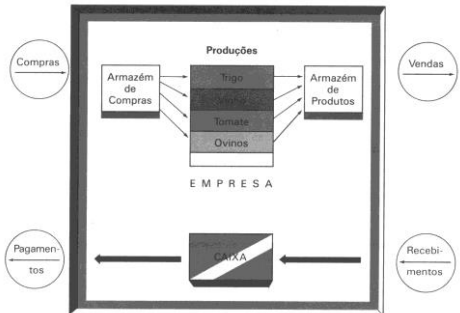 Produções
Compras
Vendas
Armazém
de
Compras
Trigo
Tomate
Ovinos
Armazém
de
Produtos
E M P R E S A
Pagamen-
tos
CAIXA
Recebi-
mentos